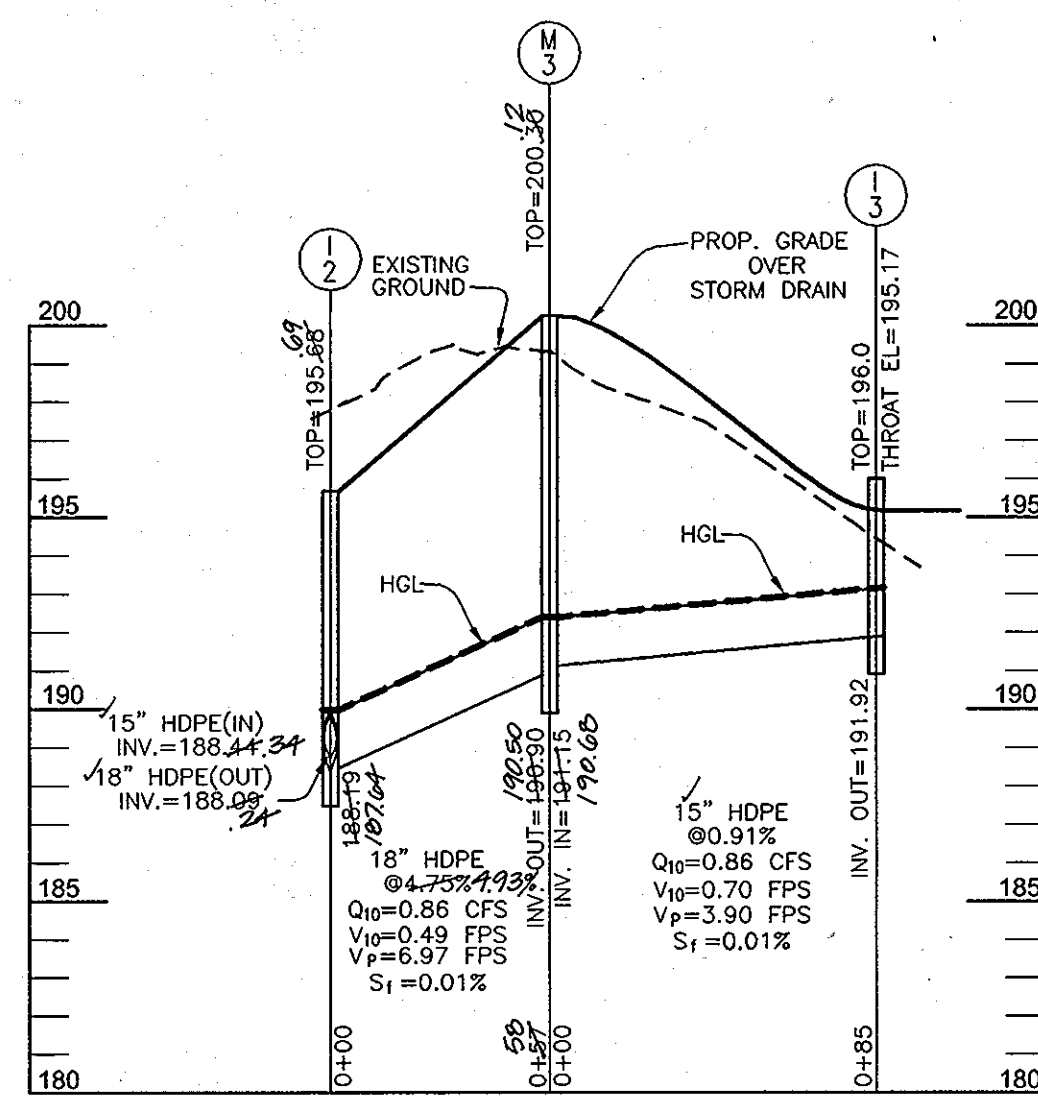 M
3
TOP=200.36
.12
I
3
I
2
EXISTING
GROUND
PROP. GRADE
OVER
STORM DRAIN
TOP=195.68
.69
TOP=196.0
THROAT EL=195.17
200
195
190
185
180
200
195
190
185
180
HGL
HGL
✓15" HDPE(IN)
INV.=188.44 .34
✓18" HDPE(OUT)
INV.=188.09
.24
188.19
187.64
18" HDPE
@4.75% 4.93%
Q10=0.86 CFS
V10=0.49 FPS
VP=6.97 FPS
Sf=0.01%
190.50
INV. OUT=190.90
INV. IN=191.15
190.68
✓
15" HDPE
@0.91%
Q10=0.86 CFS
V10=0.70 FPS
VP=3.90 FPS
Sf=0.01%
INV. OUT=191.92
0+00
58
0+57
0+00
0+85